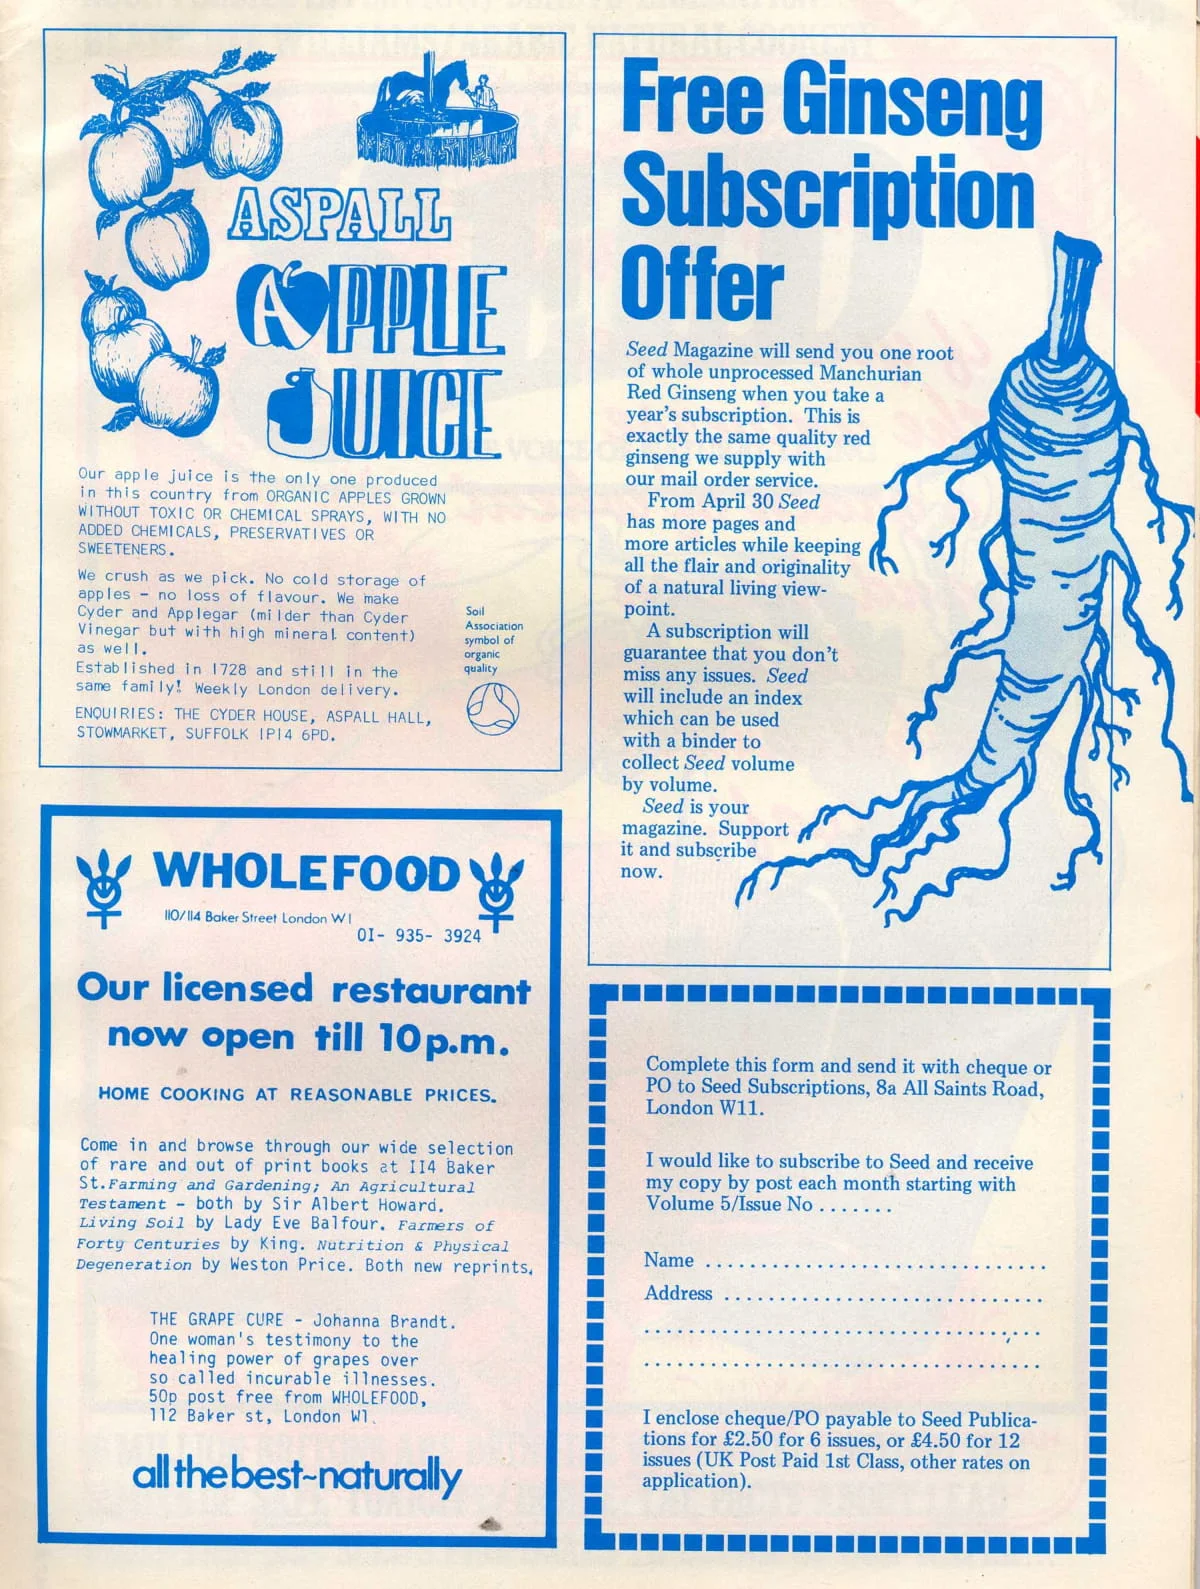 ASPALL
APPLE
JUICE
Our apple juice is the only one produced
in this country from ORGANIC APPLES GROWN
WITHOUT TOXIC OR CHEMICAL SPRAYS, WITH NO
ADDED CHEMICALS, PRESERVATIVES OR
SWEETENERS.
We crush as we pick. No cold storage of
apples - no loss of flavour. We make
Cyder and Applegar (milder than Cyder
Vinegar but with high mineral content)
as well.
Established in 1728 and still in the
same family! Weekly London delivery.
ENQUIRIES: THE CYDER HOUSE, ASPALL HALL,
STOWMARKET, SUFFOLK IP14 6PD.
Soil
Association
symbol of
organic
quality
WHOLEFOOD
110/114 Baker Street London W1
01- 935- 3924
Our licensed restaurant
now open till 10p.m.
HOME COOKING AT REASONABLE PRICES.
Come in and browse through our wide selection
of rare and out of print books at 114 Baker
St.Farming and Gardening; An Agricultural
Testament - both by Sir Albert Howard.
Living Soil by Lady Eve Balfour. Farmers of
Forty Centuries by King. Nutrition & Physical
Degeneration by Weston Price. Both new reprints.
THE GRAPE CURE - Johanna Brandt.
One woman's testimony to the
healing power of grapes over
so called incurable illnesses.
50p post free from WHOLEFOOD,
112 Baker st, London W1.
all the best~naturally
Free Ginseng
Subscription
Offer
Seed Magazine will send you one root
of whole unprocessed Manchurian
Red Ginseng when you take a
year's subscription. This is
exactly the same quality red
ginseng we supply with
our mail order service.
From April 30 Seed
has more pages and
more articles while keeping
all the flair and originality
of a natural living view-
point.
A subscription will
guarantee that you don't
miss any issues. Seed
will include an index
which can be used
with a binder to
collect Seed volume
by volume.
Seed is your
magazine. Support
it and subscribe
now.
Complete this form and send it with cheque or
PO to Seed Subscriptions, 8a All Saints Road,
London W11.
I would like to subscribe to Seed and receive
my copy by post each month starting with
Volume 5/Issue No .......
Name ...............................
Address .............................
....................................
....................................
I enclose cheque/PO payable to Seed Publica-
tions for £2.50 for 6 issues, or £4.50 for 12
issues (UK Post Paid 1st Class, other rates on
application).